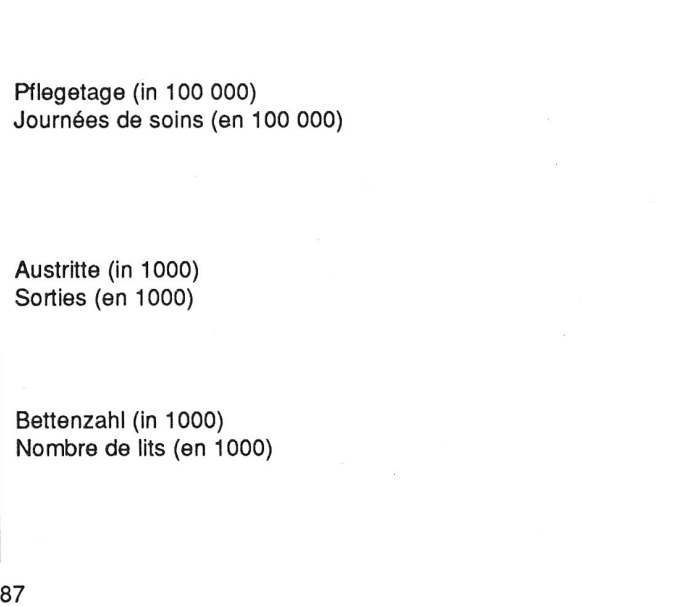 Pflegetage (in 100 000)
Journées de soins (en 100 000)
Austritte (in 1000)
Sorties (en 1000)
Bettenzahl (in 1000)
Nombre de lits (en 1000)
87